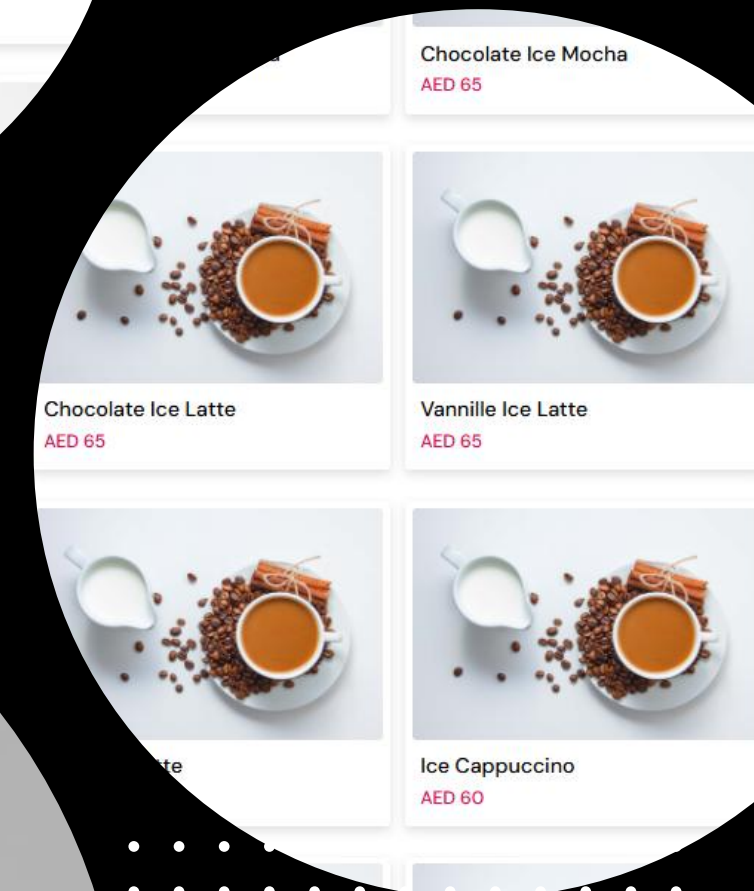 Chocolate Ice Mocha
AED 65
Chocolate Ice Latte
AED 65
Vannille Ice Latte
AED 65
Ice Cappuccino
AED 60